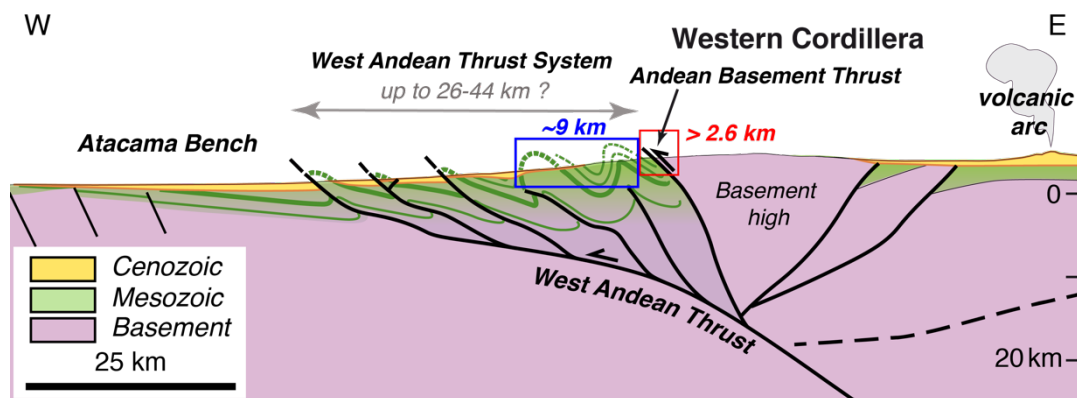 W
E
Western Cordillera
West Andean Thrust System
Andean Basement Thrust
up to 26-44 km ?
volcanic
arc
~9 km
> 2.6 km
Atacama Bench
Basement
high
0
Cenozoic
Mesozoic
Basement
West Andean Thrust
25 km
20 km